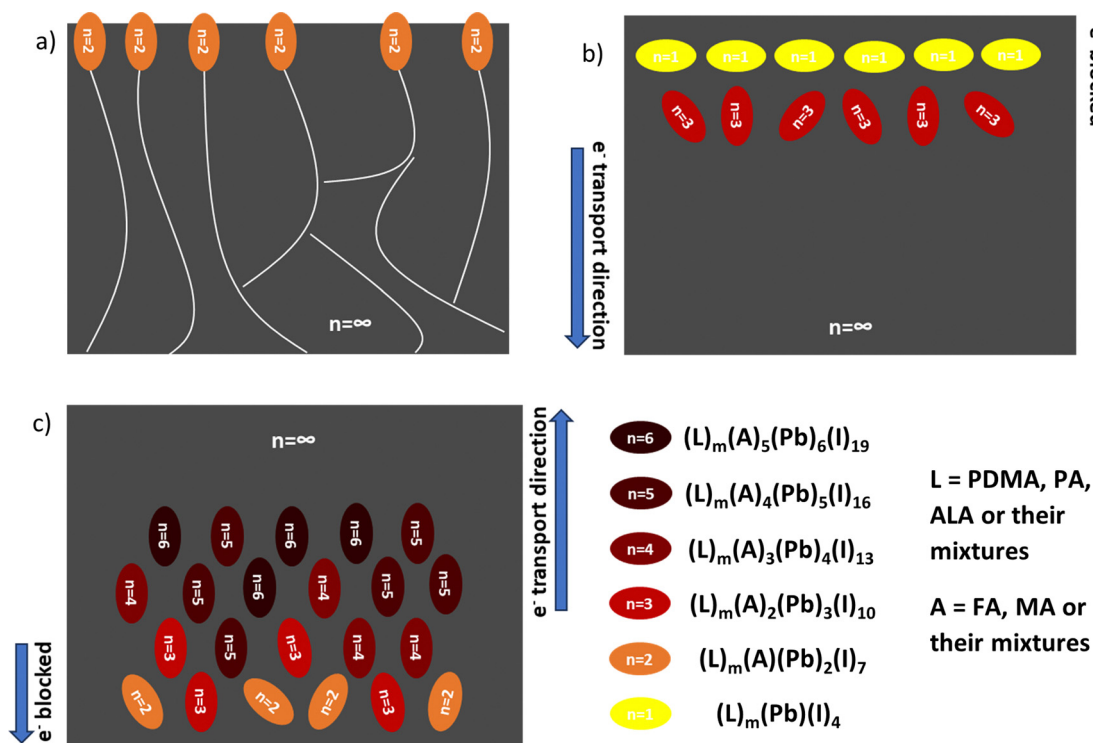 a)
n=2 n=2 n=2 n=2 n=2 n=2
n=∞
b)
n=1 n=1 n=1 n=1 n=1 n=1
n=3 n=3 n=3 n=3 n=3 n=3
e⁻ transport direction
n=∞
c)
n=∞
n=6 n=5 n=6 n=6 n=5
n=4 n=5 n=6 n=4 n=5 n=5
n=3 n=5 n=3 n=4 n=4
n=2 n=3 n=2 n=2 n=3 n=2
e⁻ blocked
e⁻ transport direction
n=6 (L)ₘ(A)₅(Pb)₆(I)₁₉
n=5 (L)ₘ(A)₄(Pb)₅(I)₁₆
n=4 (L)ₘ(A)₃(Pb)₄(I)₁₃
n=3 (L)ₘ(A)₂(Pb)₃(I)₁₀
n=2 (L)ₘ(A)(Pb)₂(I)₇
n=1 (L)ₘ(Pb)(I)₄
L = PDMA, PA,
ALA or their
mixtures
A = FA, MA or
their mixtures